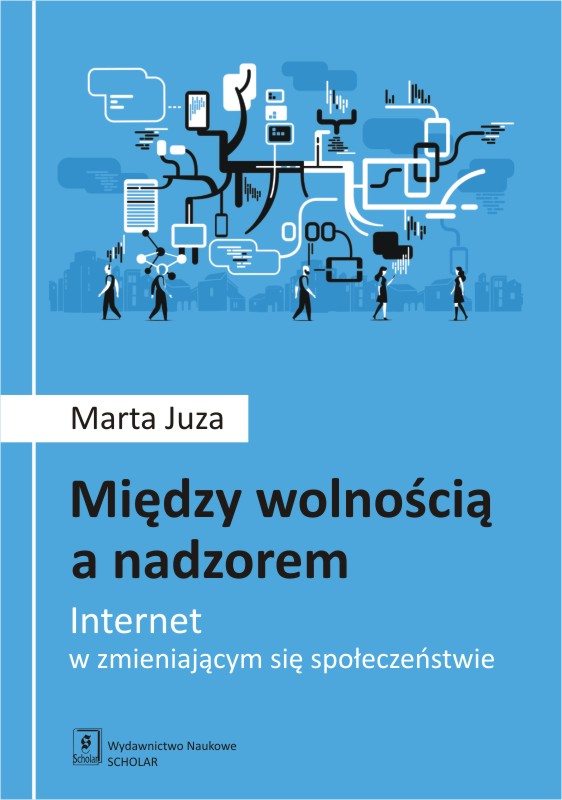 Marta Juza
Między wolnością
a nadzorem
Internet
w zmieniającym się społeczeństwie
Scholar
Wydawnictwo Naukowe
SCHOLAR